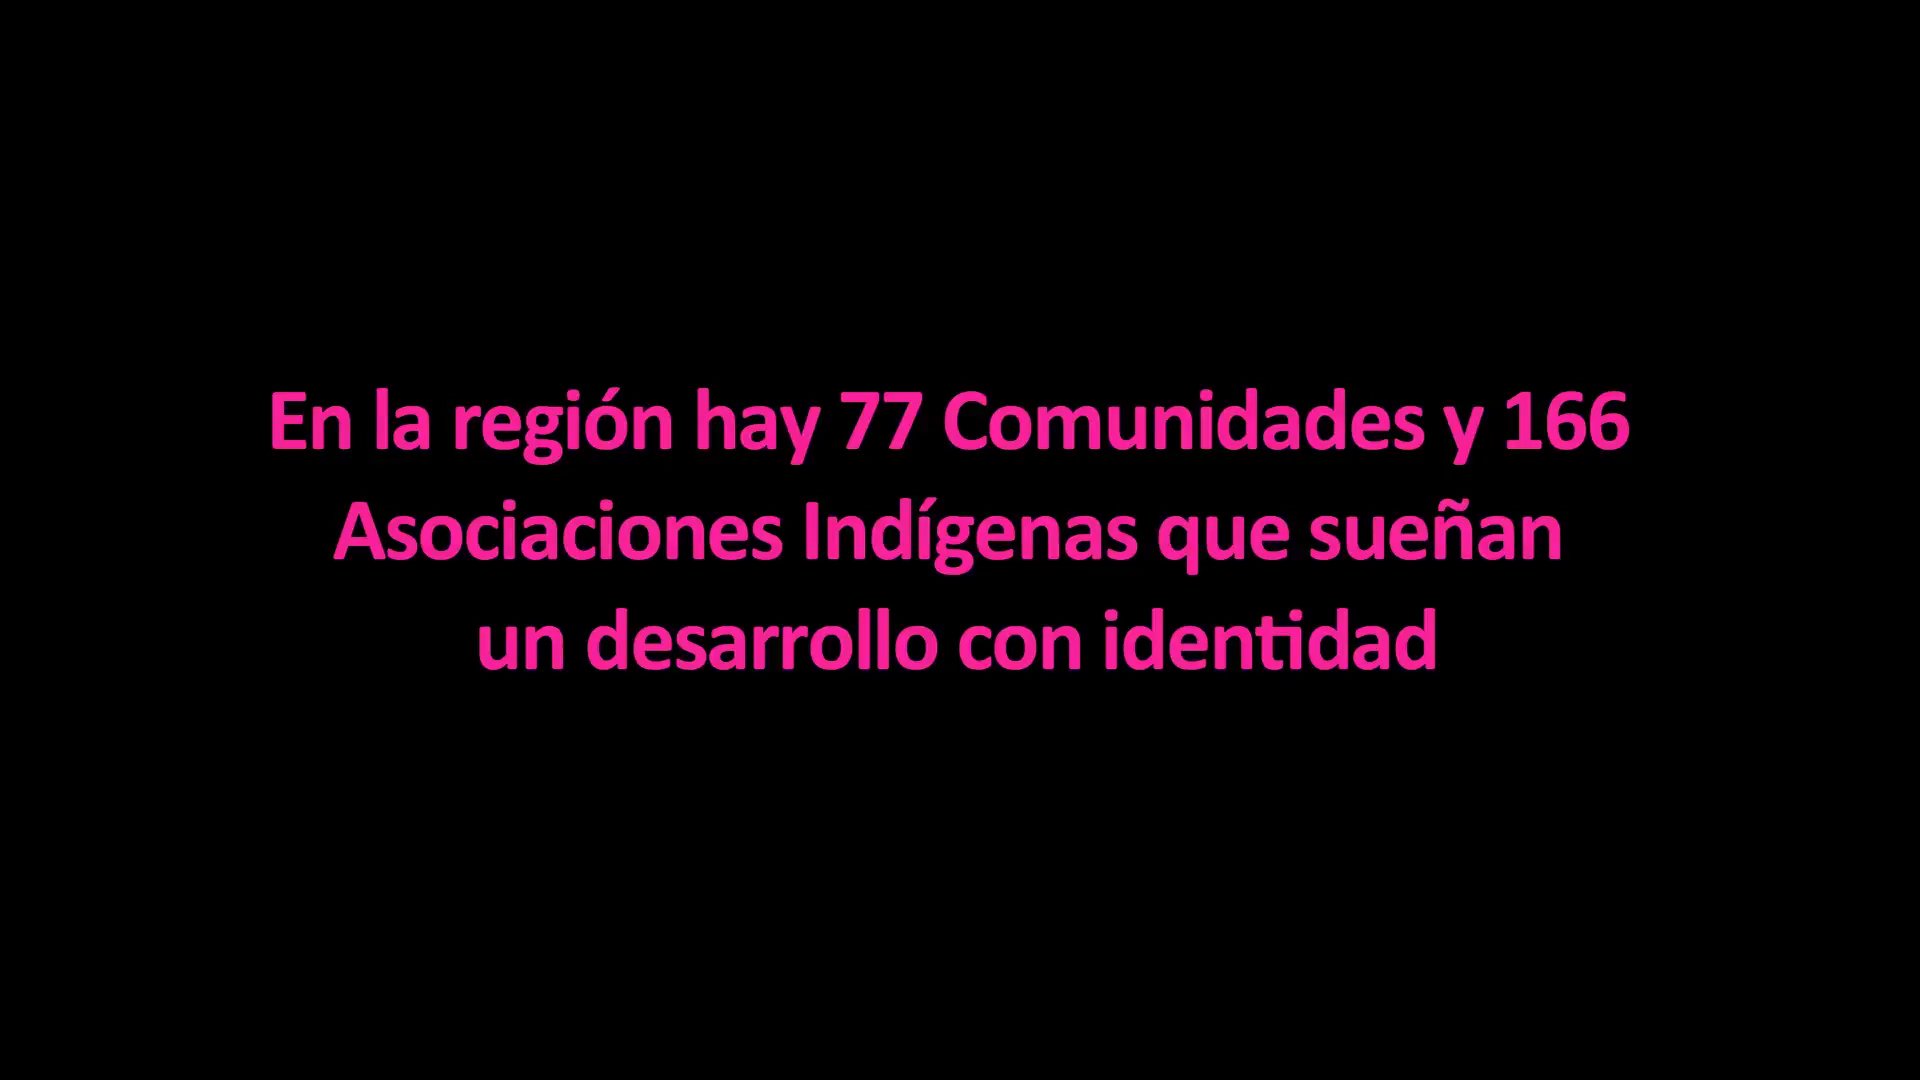 En la región hay 77 Comunidades y 166
Asociaciones Indígenas que sueñan
un desarrollo con identidad